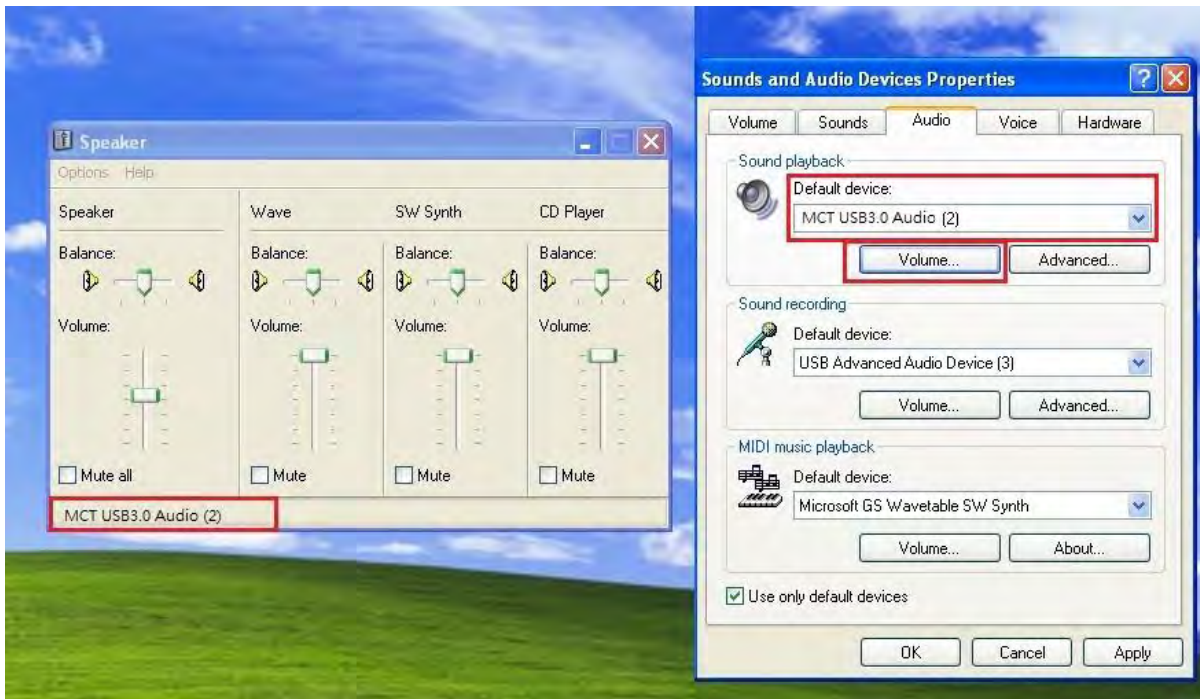 Speaker
Options Help
Speaker Wave SW Synth CD Player
Balance: Balance: Balance: Balance:
Volume: Volume: Volume: Volume:
Mute all Mute Mute Mute
MCT USB3.0 Audio (2)
Sounds and Audio Devices Properties
Volume Sounds Audio Voice Hardware
Sound playback
Default device:
MCT USB3.0 Audio (2)
Volume... Advanced...
Sound recording
Default device:
USB Advanced Audio Device (3)
Volume... Advanced...
MIDI music playback
Default device:
Microsoft GS Wavetable SW Synth
Volume... About...
Use only default devices
OK Cancel Apply